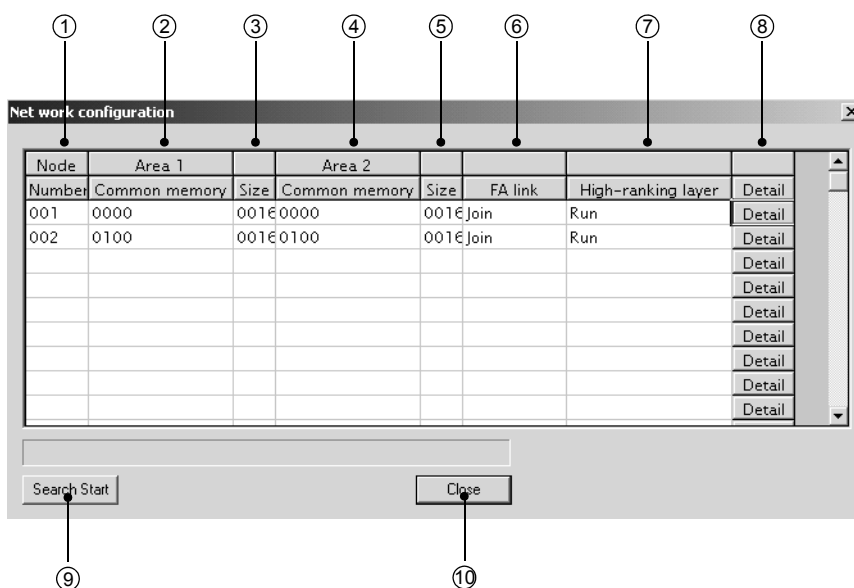 ① ② ③ ④ ⑤ ⑥ ⑦ ⑧
Net work configuration
Node Area 1 Area 2
Number Common memory Size Common memory Size FA link High-ranking layer Detail
001 0000 0016 0000 0016 Join Run Detail
002 0100 0016 0100 0016 Join Run Detail
Detail
Detail
Detail
Detail
Detail
Detail
Detail
Search Start Close
⑨ ⑩